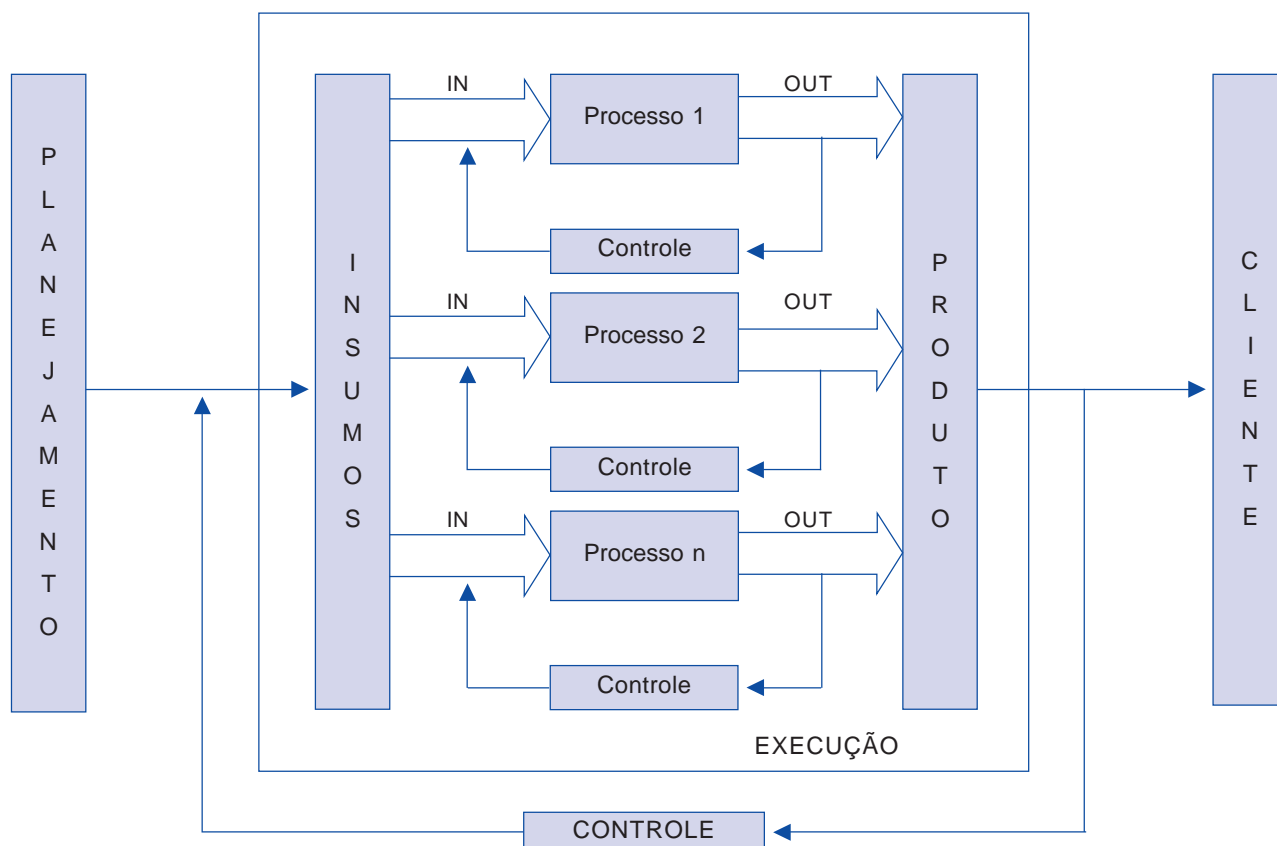 PLANEJAMENTO
INSUMOS
IN
Processo 1
OUT
Controle
IN
Processo 2
OUT
Controle
IN
Processo n
OUT
Controle
PRODUTO
CLIENTE
EXECUÇÃO
CONTROLE